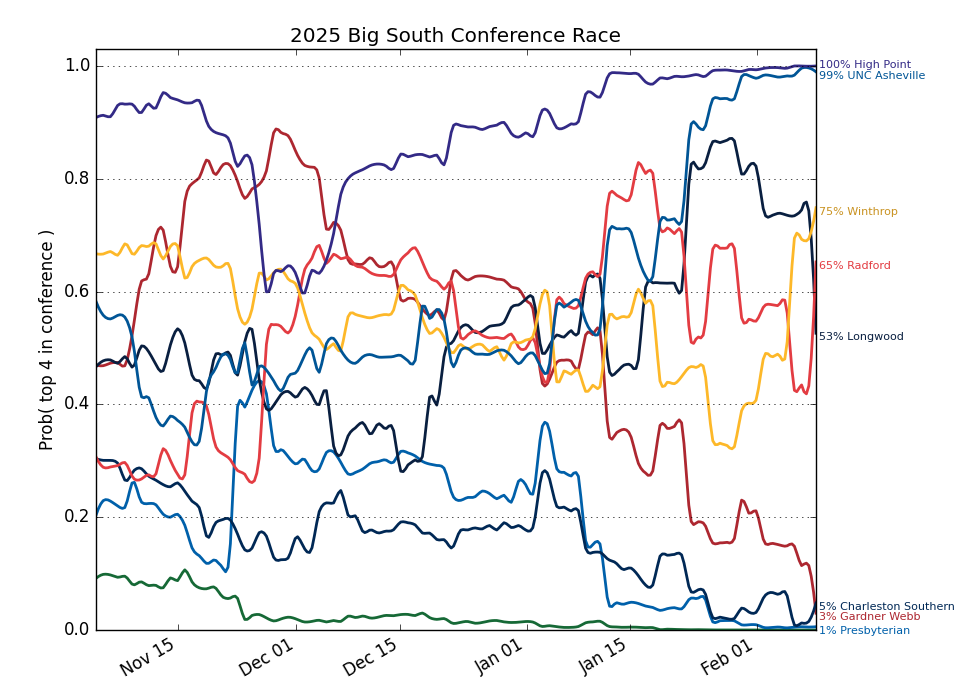 2025 Big South Conference Race
Prob( top 4 in conference )
1.0
0.8
0.6
0.4
0.2
0.0
Nov 15
Dec 01
Dec 15
Jan 01
Jan 15
Feb 01
100% High Point
99% UNC Asheville
75% Winthrop
65% Radford
53% Longwood
5% Charleston Southern
3% Gardner Webb
1% Presbyterian